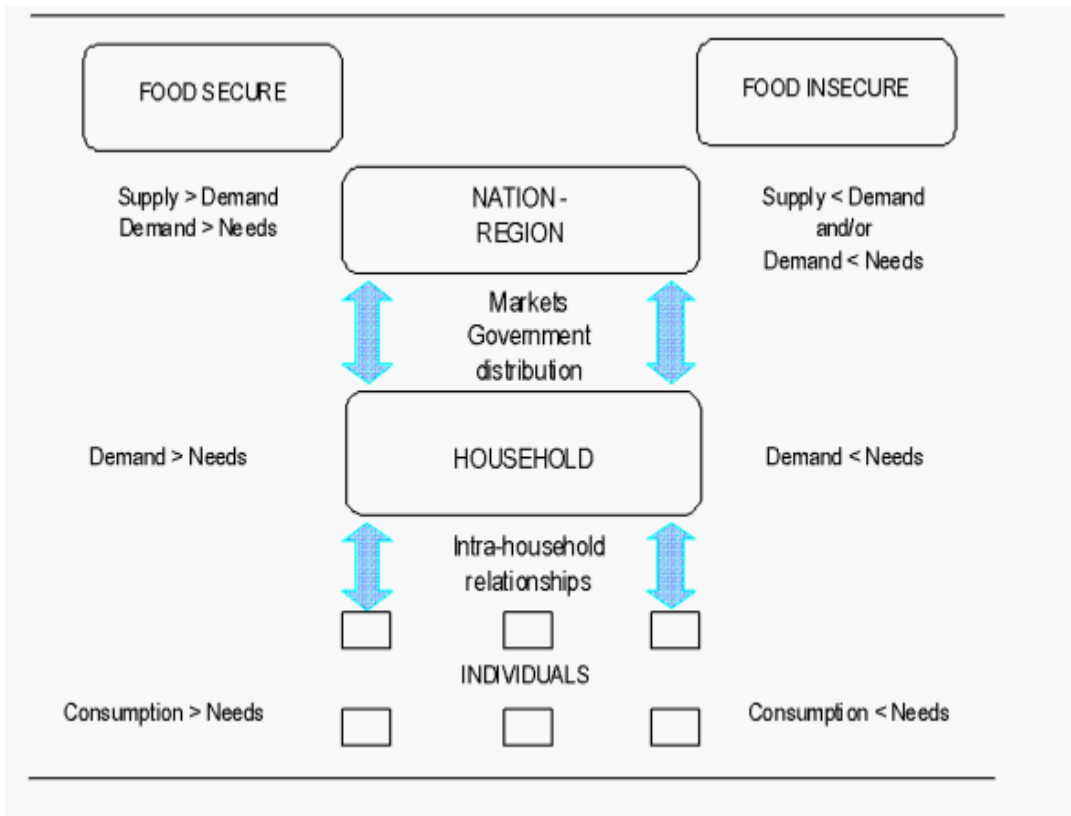 FOOD SECURE
FOOD INSECURE
Supply > Demand
Demand > Needs
NATION -
REGION
Supply < Demand
and/or
Demand < Needs
Markets
Government
distribution
Demand > Needs
HOUSEHOLD
Demand < Needs
Intra-household
relationships
INDIVIDUALS
Consumption > Needs
Consumption < Needs